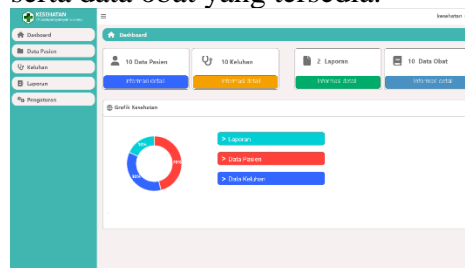 serta data obat yang tersedia.
KESEHATAN
kesehatan
Dashboard
Dashboard
Data Pasien
Keluhan
Laporan
Pengaturan
10 Data Pasien
10 Keluhan
2 Laporan
10 Data Obat
Informasi detail
Informasi detail
Informasi detail
Informasi detail
Grafik Kesehatan
> Laporan
> Data Pasien
> Data Keluhan